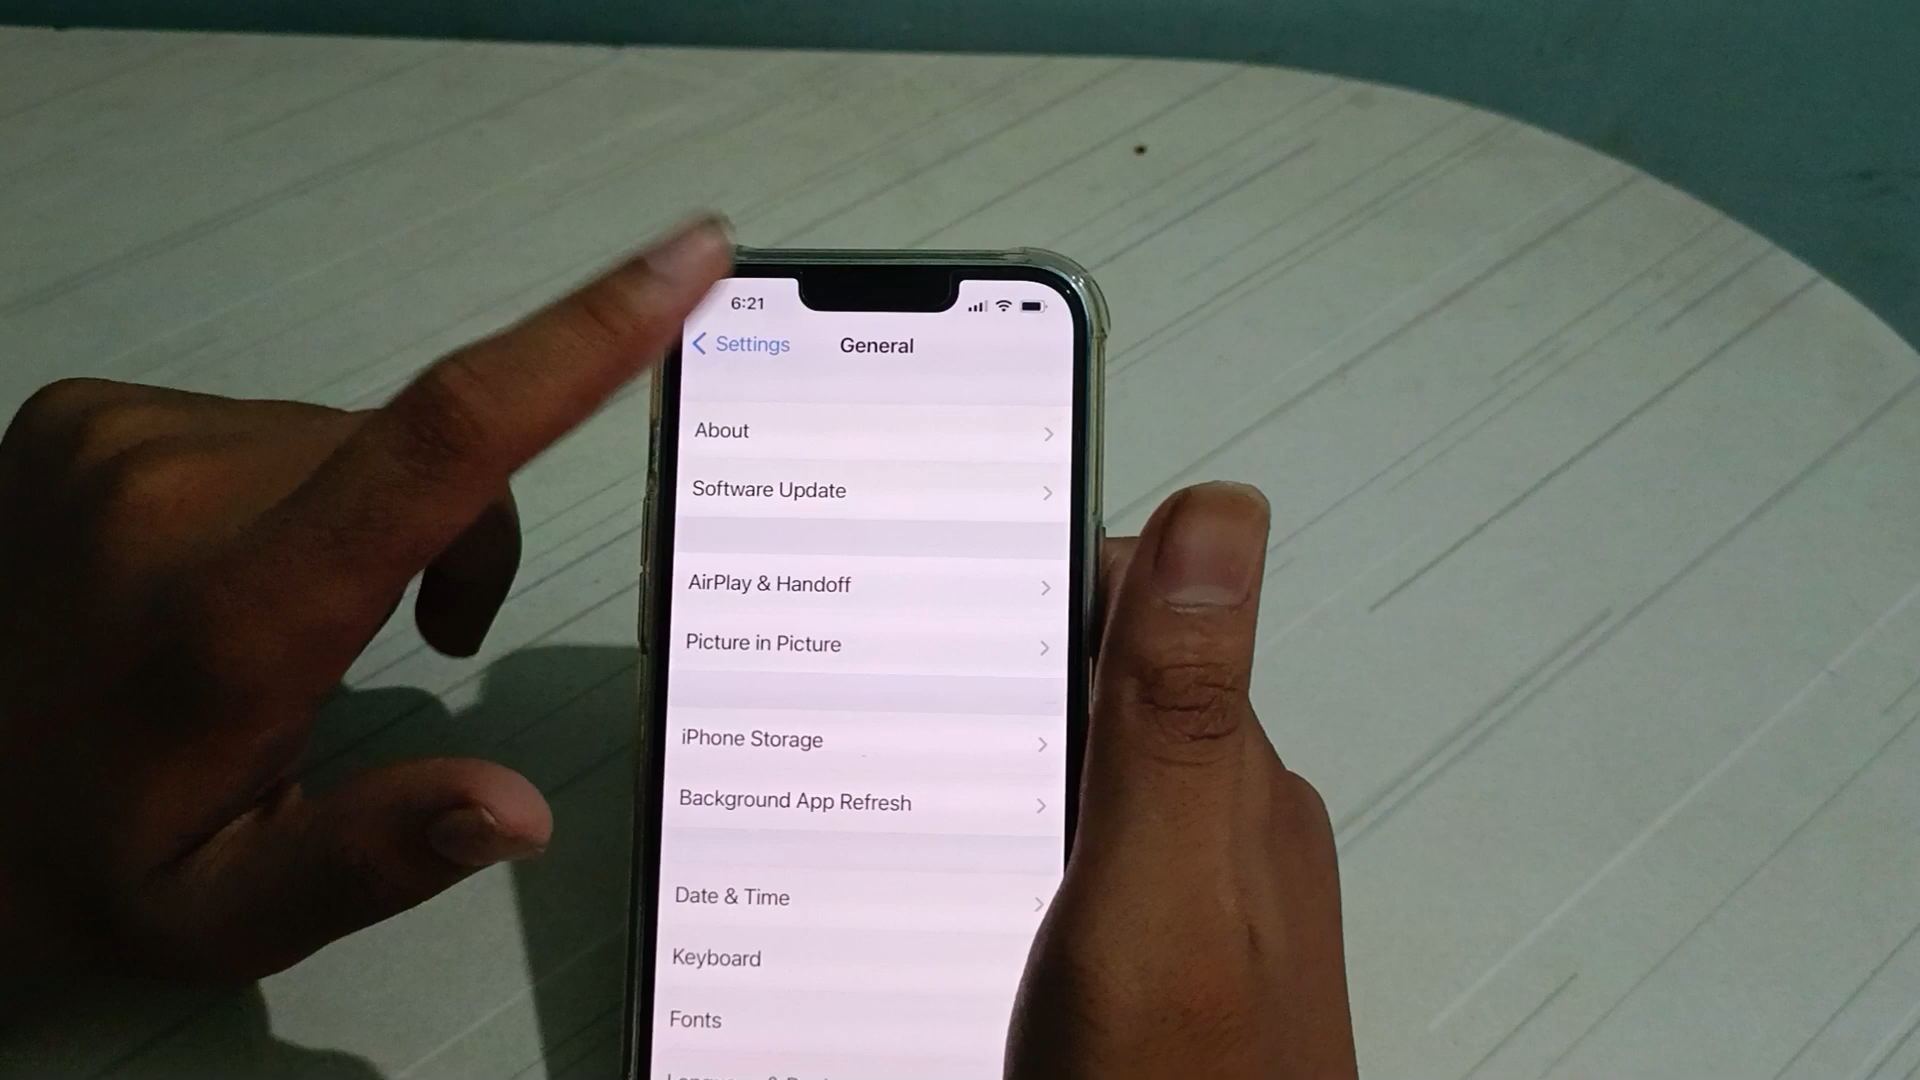 6:21
Settings
General
About
Software Update
AirPlay & Handoff
Picture in Picture
iPhone Storage
Background App Refresh
Date & Time
Keyboard
Fonts